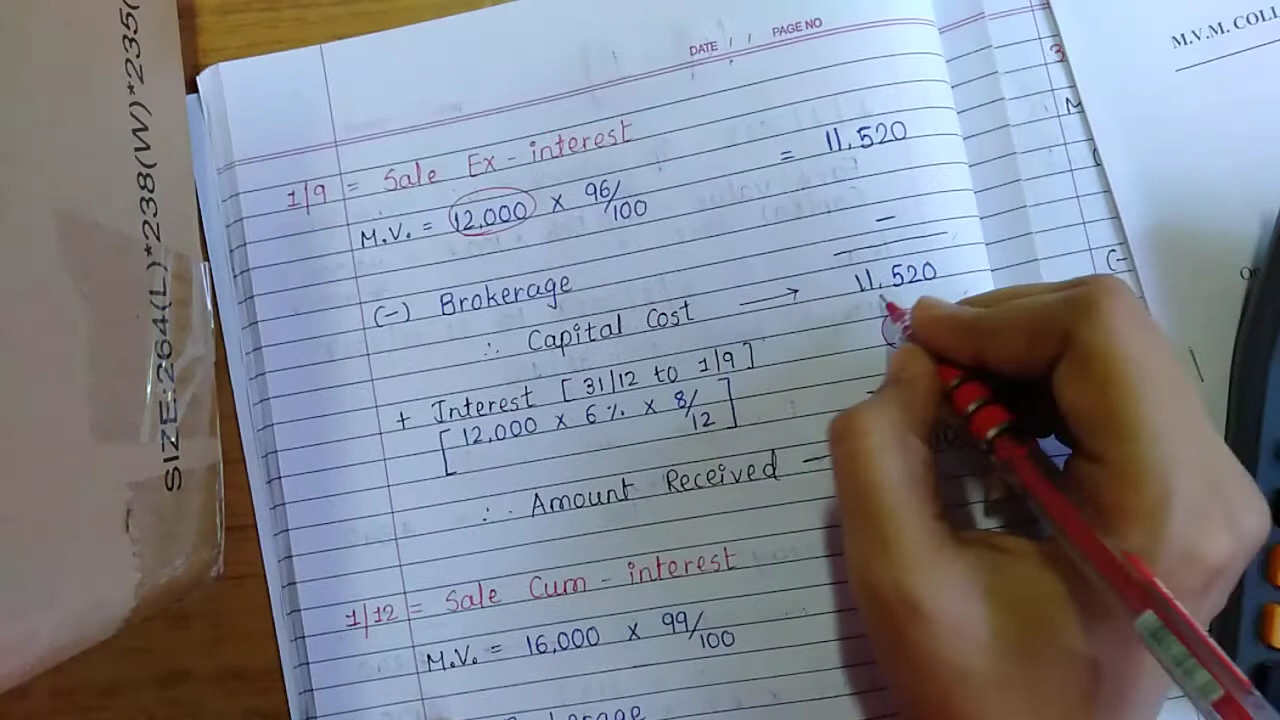 SIZE:264(L)*238(W)*235(
DATE / / PAGE NO
M.V.M. COLL
1/9 = Sale Ex - interest
M.V. = 12,000 x 96/100 = 11,520
(-) Brokerage -
∴ Capital Cost → 11,520
+ Interest [31/12 to 1/9]
[12,000 x 6% x 8/12]
∴ Amount Received
1/12 = Sale Cum - interest
M.V. = 16,000 x 99/100